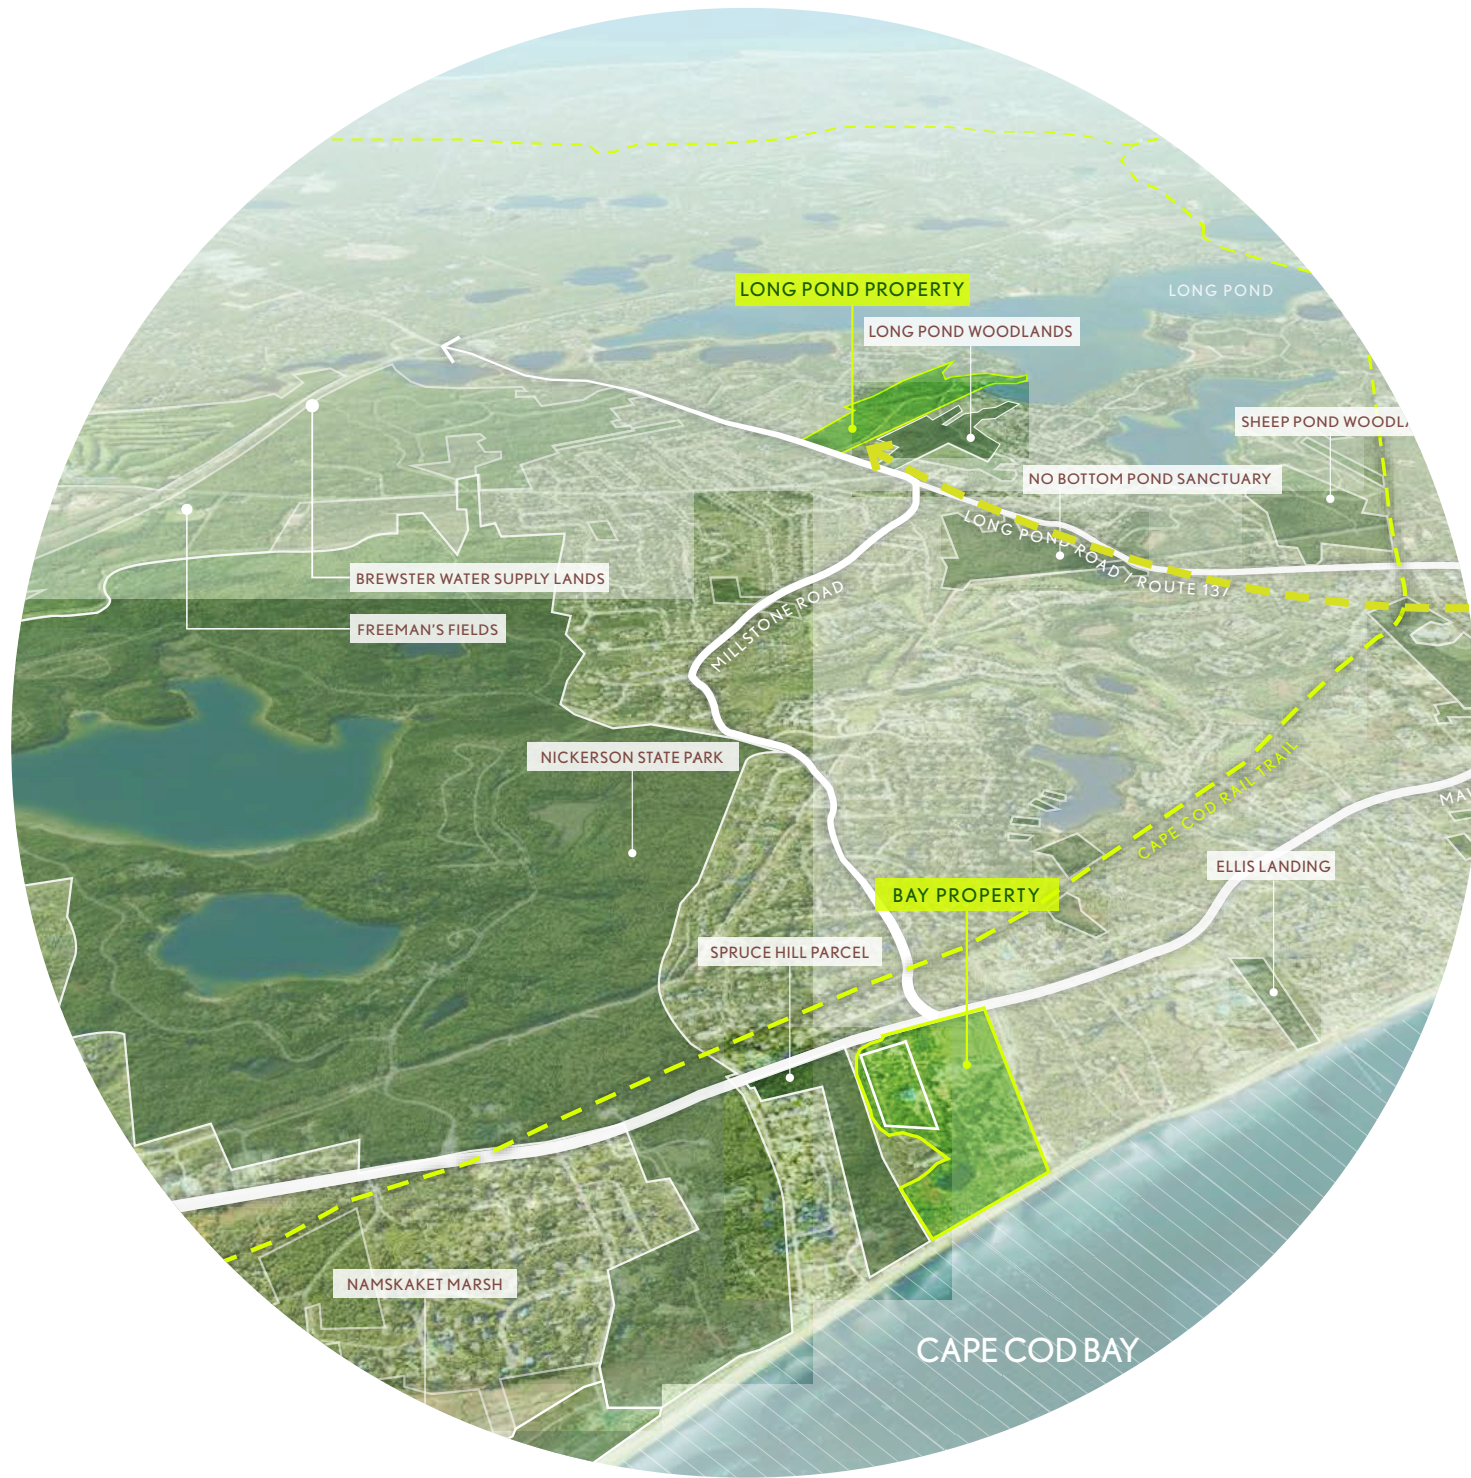 LONG POND PROPERTY
LONG POND
LONG POND WOODLANDS
SHEEP POND WOODLA
NO BOTTOM POND SANCTUARY
LONG POND ROAD / ROUTE 137
BREWSTER WATER SUPPLY LANDS
MILLSTONE ROAD
FREEMAN'S FIELDS
NICKERSON STATE PARK
CAPE COD RAIL TRAIL
MAI
ELLIS LANDING
BAY PROPERTY
SPRUCE HILL PARCEL
NAMSKAKET MARSH
CAPE COD BAY